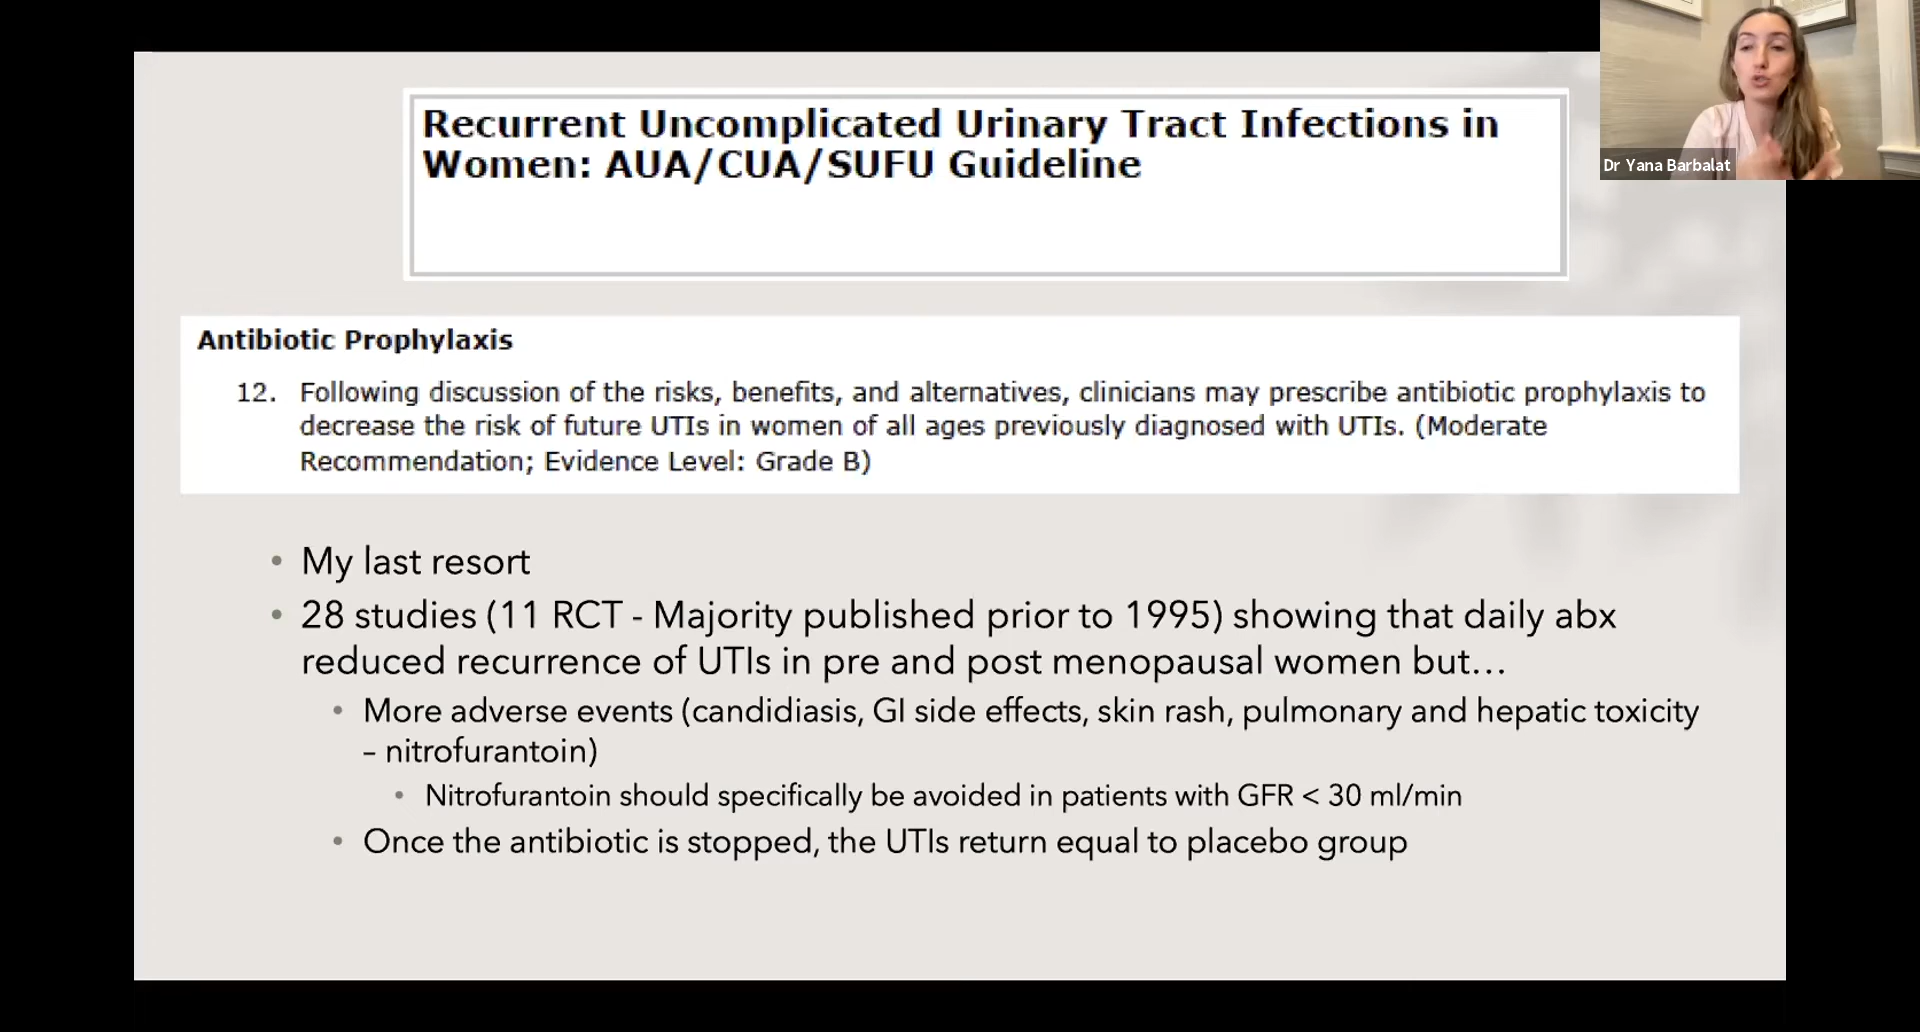 Recurrent Uncomplicated Urinary Tract Infections in
Women: AUA/CUA/SUFU Guideline
Dr Yana Barbalat
Antibiotic Prophylaxis
12. Following discussion of the risks, benefits, and alternatives, clinicians may prescribe antibiotic prophylaxis to
decrease the risk of future UTIs in women of all ages previously diagnosed with UTIs. (Moderate
Recommendation; Evidence Level: Grade B)
• My last resort
• 28 studies (11 RCT - Majority published prior to 1995) showing that daily abx
reduced recurrence of UTIs in pre and post menopausal women but…
• More adverse events (candidiasis, GI side effects, skin rash, pulmonary and hepatic toxicity
– nitrofurantoin)
• Nitrofurantoin should specifically be avoided in patients with GFR < 30 ml/min
• Once the antibiotic is stopped, the UTIs return equal to placebo group